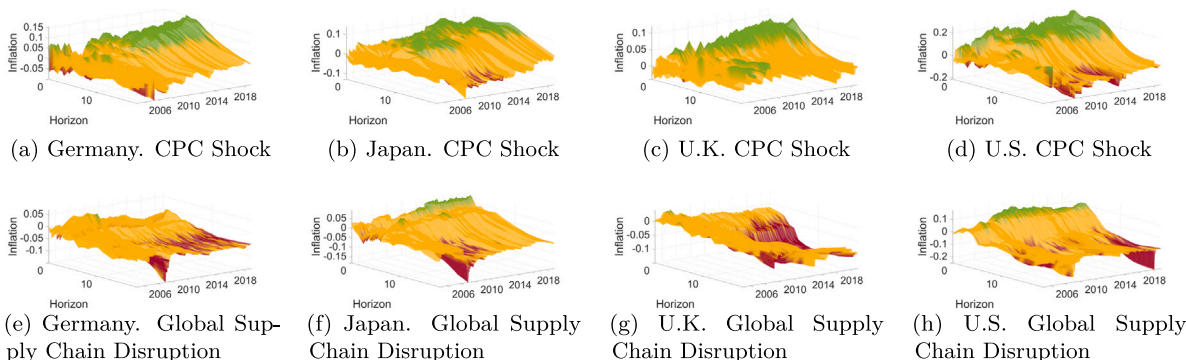 0.15
0.1
0.05
0
-0.05
Inflation
0
10
Horizon
2006
2010
2014
2018
(a) Germany. CPC Shock
0.1
0
-0.1
Inflation
0
10
Horizon
2006
2010
2014
2018
(b) Japan. CPC Shock
0.1
0.05
0
Inflation
0
10
Horizon
2006
2010
2014
2018
(c) U.K. CPC Shock
0.2
0
-0.2
Inflation
0
10
Horizon
2006
2010
2014
2018
(d) U.S. CPC Shock
0.05
0
-0.05
-0.1
Inflation
0
10
Horizon
2006
2010
2014
2018
(e) Germany. Global Sup-
ply Chain Disruption
0.05
0
-0.05
-0.1
-0.15
Inflation
0
10
Horizon
2006
2010
2014
2018
(f) Japan. Global Supply
Chain Disruption
0
-0.05
-0.1
Inflation
0
10
Horizon
2006
2010
2014
2018
(g) U.K. Global Supply
Chain Disruption
0.1
0
-0.1
-0.2
Inflation
0
10
Horizon
2006
2010
2014
2018
(h) U.S. Global Supply
Chain Disruption